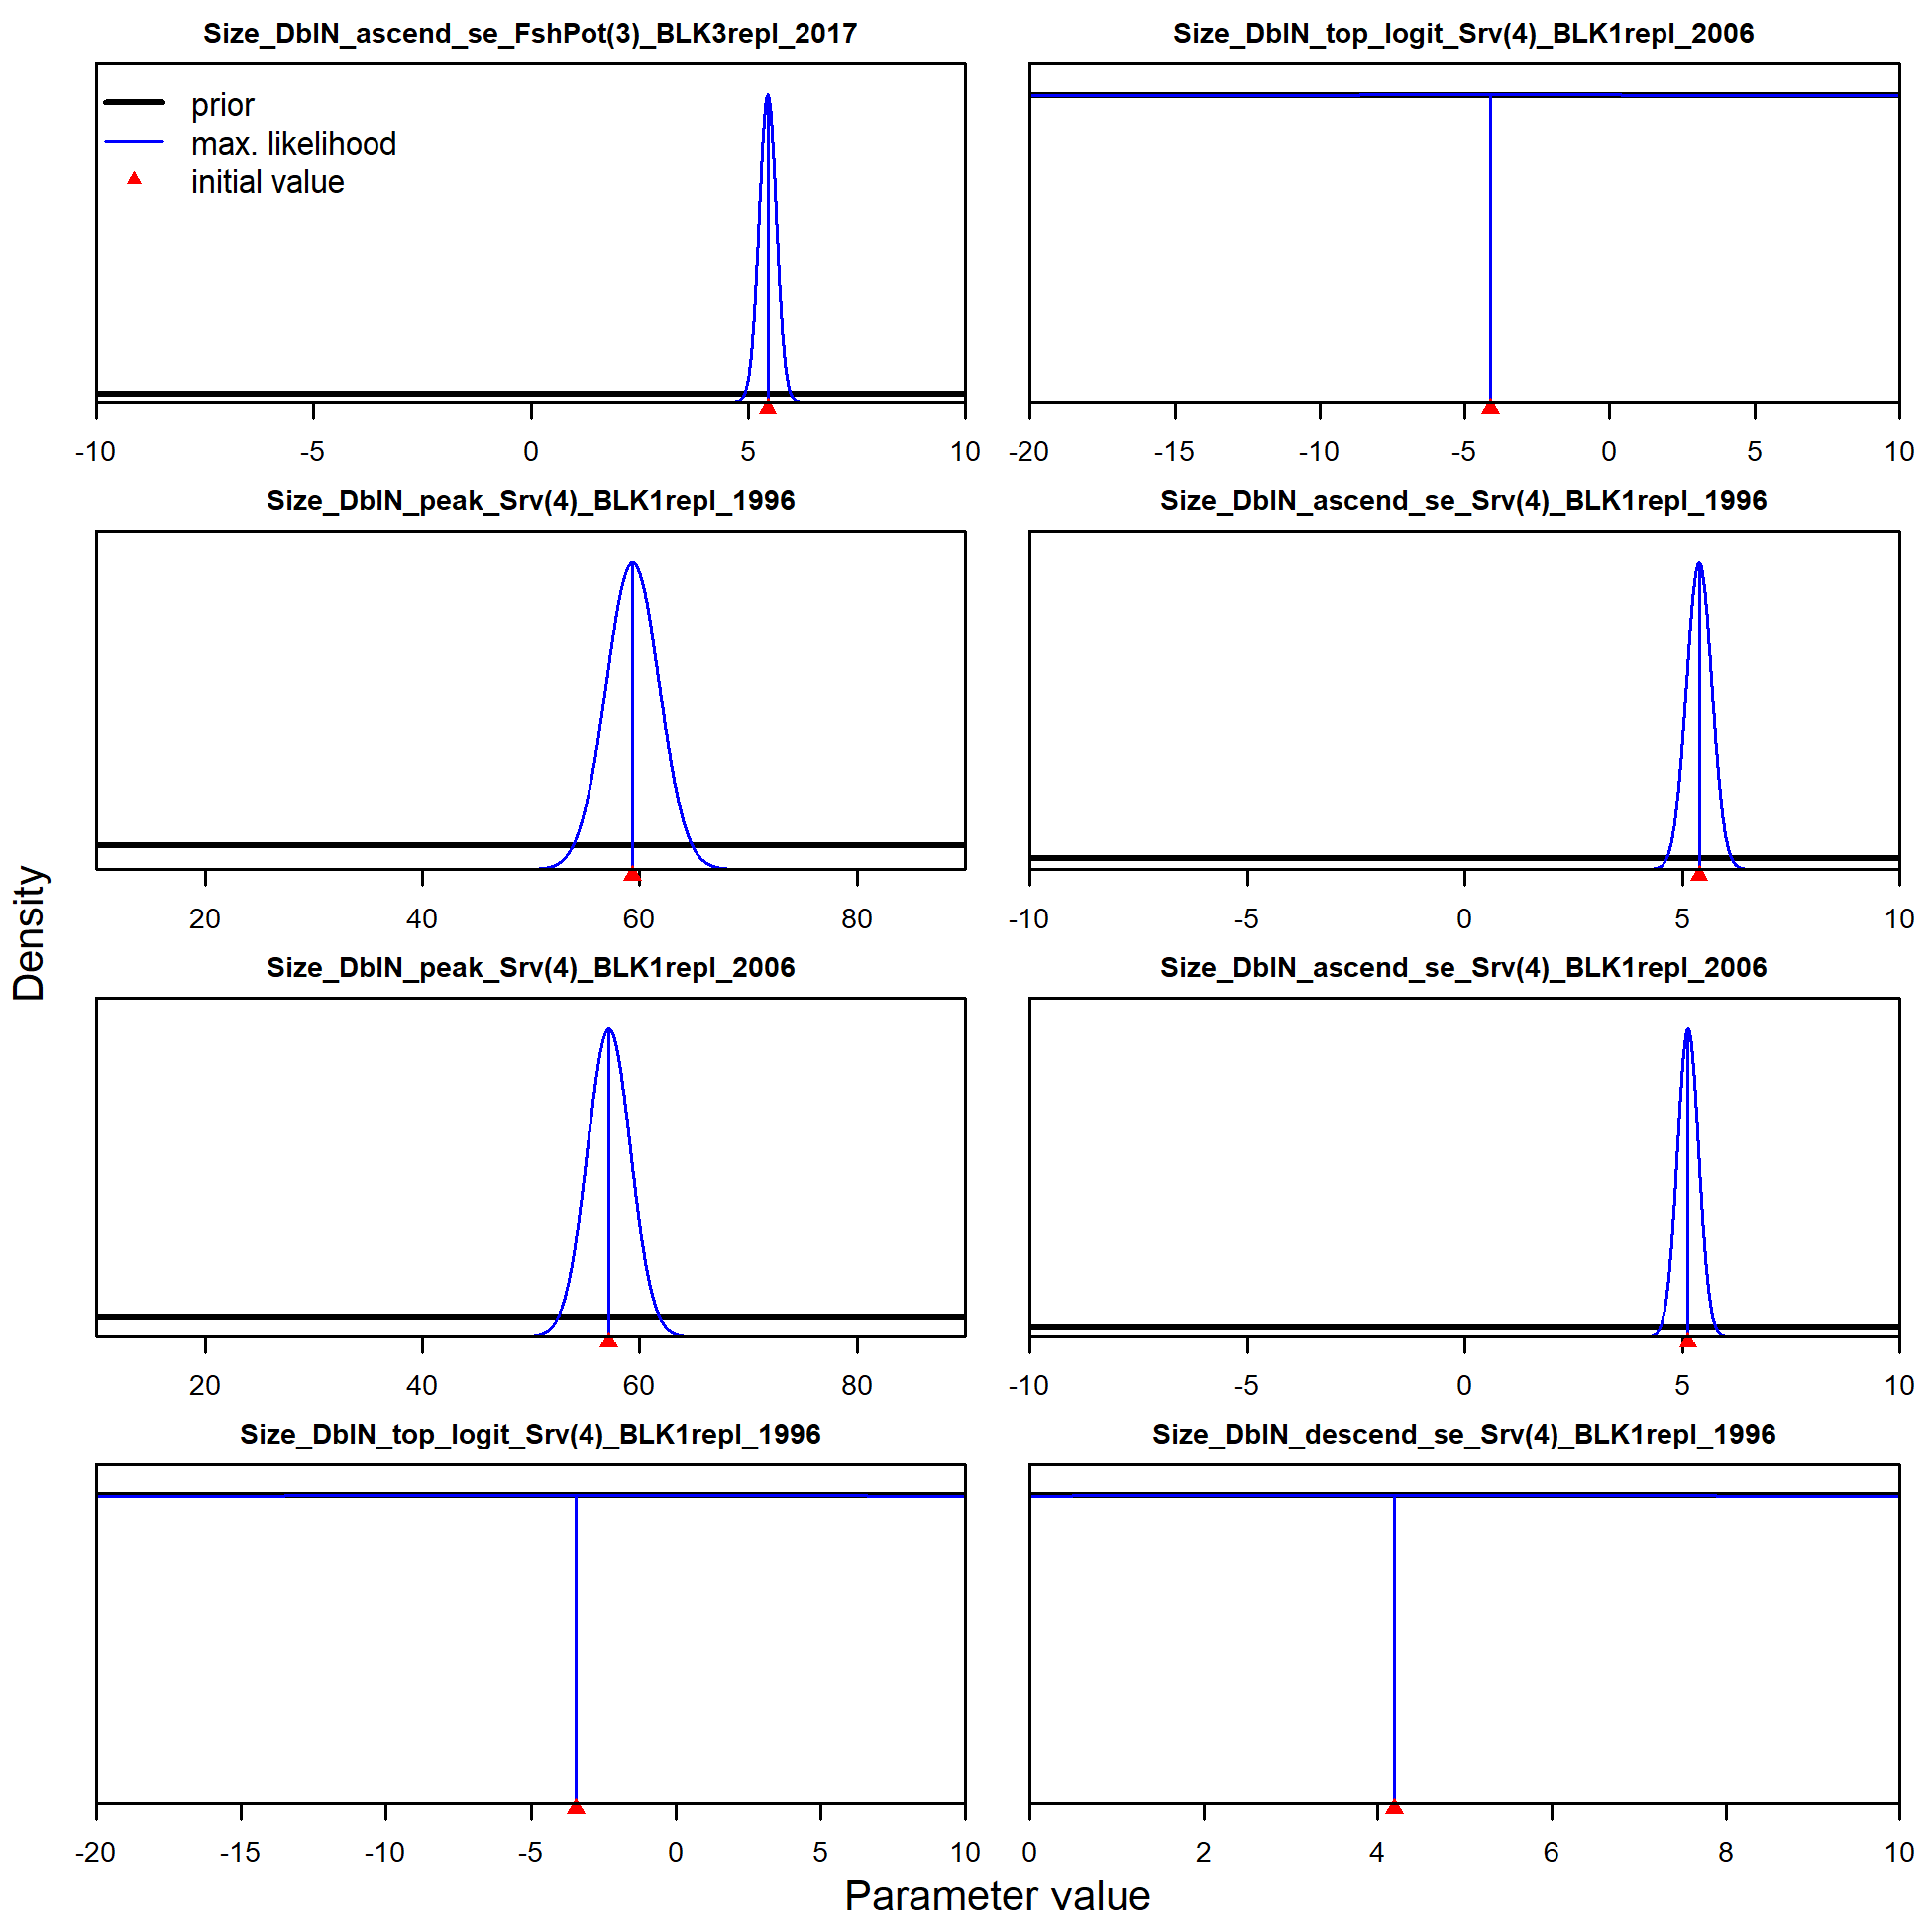 Size_DblN_ascend_se_FshPot(3)_BLK3repl_2017
prior
max. likelihood
initial value
-10 -5 0 5 10
Size_DblN_top_logit_Srv(4)_BLK1repl_2006
-20 -15 -10 -5 0 5 10
Size_DblN_peak_Srv(4)_BLK1repl_1996
20 40 60 80
Size_DblN_ascend_se_Srv(4)_BLK1repl_1996
-10 -5 0 5 10
Size_DblN_peak_Srv(4)_BLK1repl_2006
20 40 60 80
Size_DblN_ascend_se_Srv(4)_BLK1repl_2006
-10 -5 0 5 10
Size_DblN_top_logit_Srv(4)_BLK1repl_1996
-20 -15 -10 -5 0 5 10
Size_DblN_descend_se_Srv(4)_BLK1repl_1996
0 2 4 6 8 10
Density
Parameter value